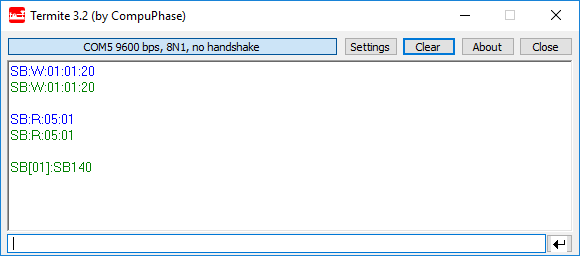 Termite 3.2 (by CompuPhase)
COM5 9600 bps, 8N1, no handshake
Settings
Clear
About
Close
SB:W:01:01:20
SB:W:01:01:20
SB:R:05:01
SB:R:05:01
SB[01]:SB140